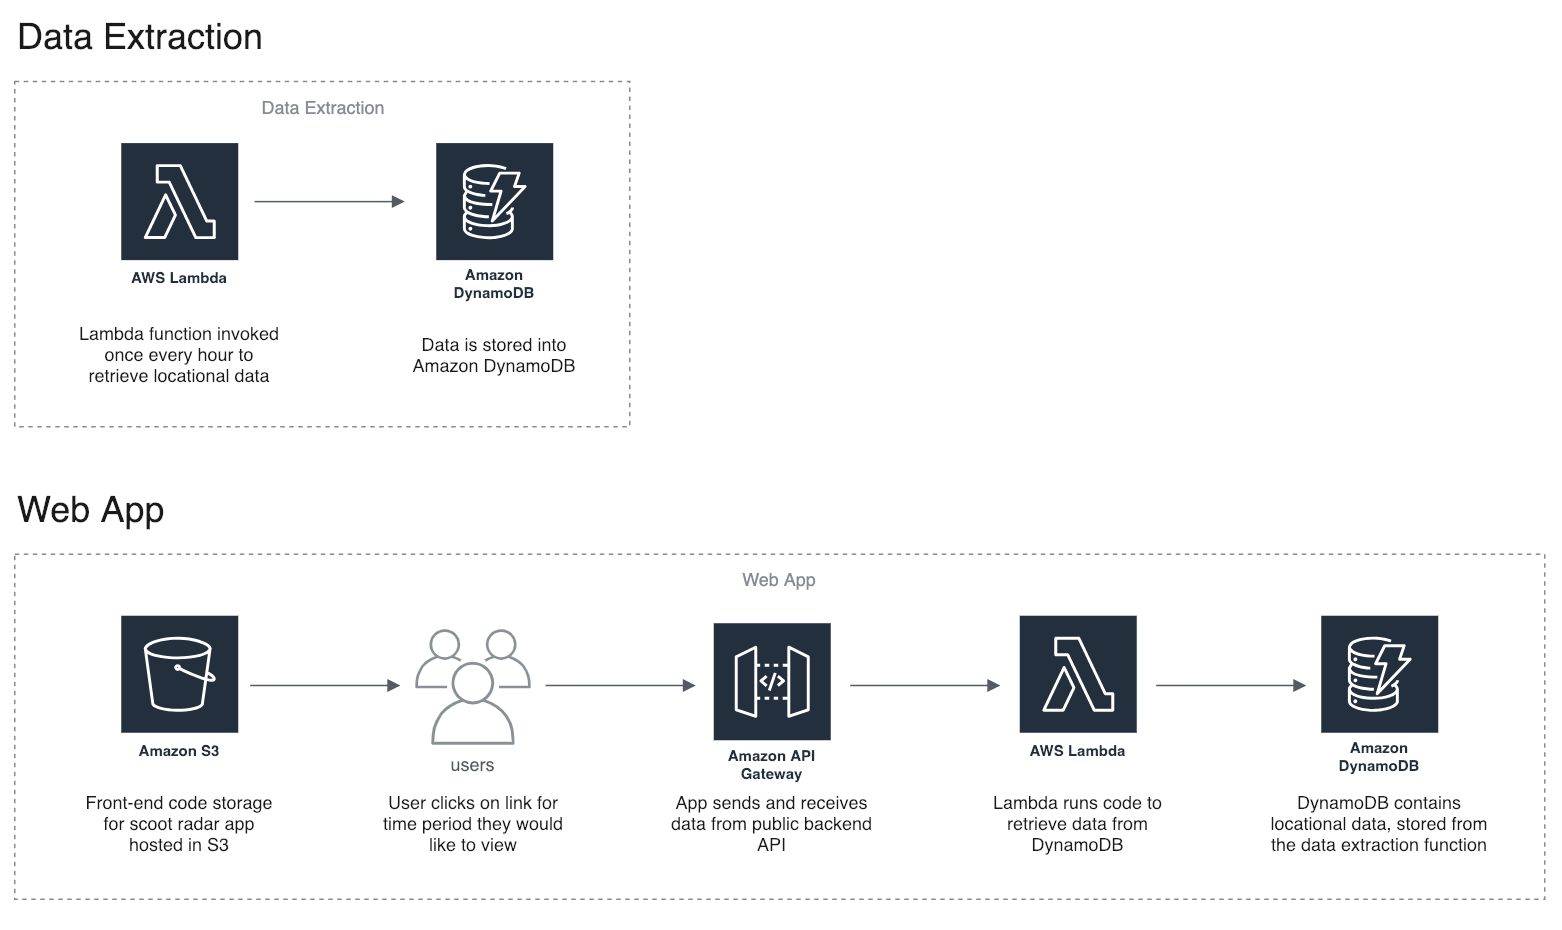 Data Extraction
Data Extraction
AWS Lambda
Amazon
DynamoDB
Lambda function invoked
once every hour to
retrieve locational data
Data is stored into
Amazon DynamoDB
Web App
Web App
Amazon S3
users
Amazon API
Gateway
AWS Lambda
Amazon
DynamoDB
Front-end code storage
for scoot radar app
hosted in S3
User clicks on link for
time period they would
like to view
App sends and receives
data from public backend
API
Lambda runs code to
retrieve data from
DynamoDB
DynamoDB contains
locational data, stored from
the data extraction function